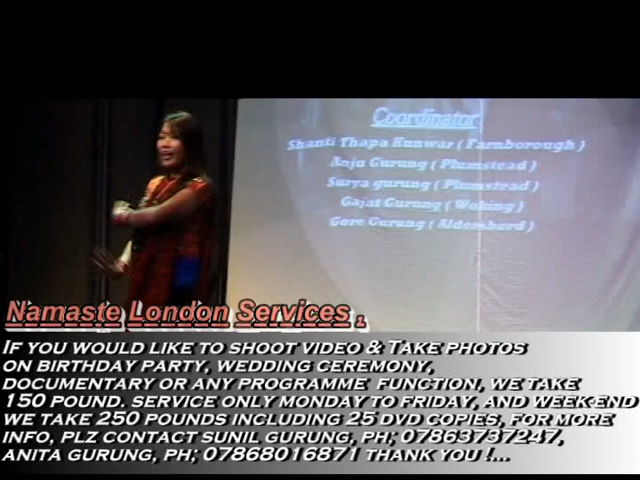 Coordinator
Shanti Thapa Kunwar ( Farnborough )
Anju Gurung ( Plumstead )
Surya gurung ( Plumstead )
Gajat Gurung ( Woking )
Gore Gurung ( Aldershord )
Namaste London Services .
IF YOU WOULD LIKE TO SHOOT VIDEO & TAKE PHOTOS
ON BIRTHDAY PARTY, WEDDING CEREMONY,
DOCUMENTARY OR ANY PROGRAMME FUNCTION, WE TAKE
150 POUND. SERVICE ONLY MONDAY TO FRIDAY, AND WEEK-END
WE TAKE 250 POUNDS INCLUDING 25 DVD COPIES, FOR MORE
INFO, PLZ CONTACT SUNIL GURUNG, PH; 07863737247,
ANITA GURUNG, PH; 07868016871 THANK YOU !...